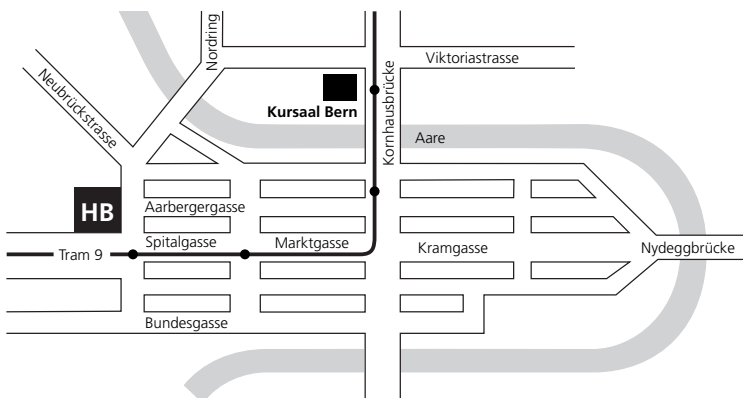 Nordring
Viktoriastrasse
Neubrückstrasse
Kursaal Bern
Kornhausbrücke
Aare
HB
Aarbergergasse
Spitalgasse
Marktgasse
Kramgasse
Nydeggbrücke
Tram 9
Bundesgasse